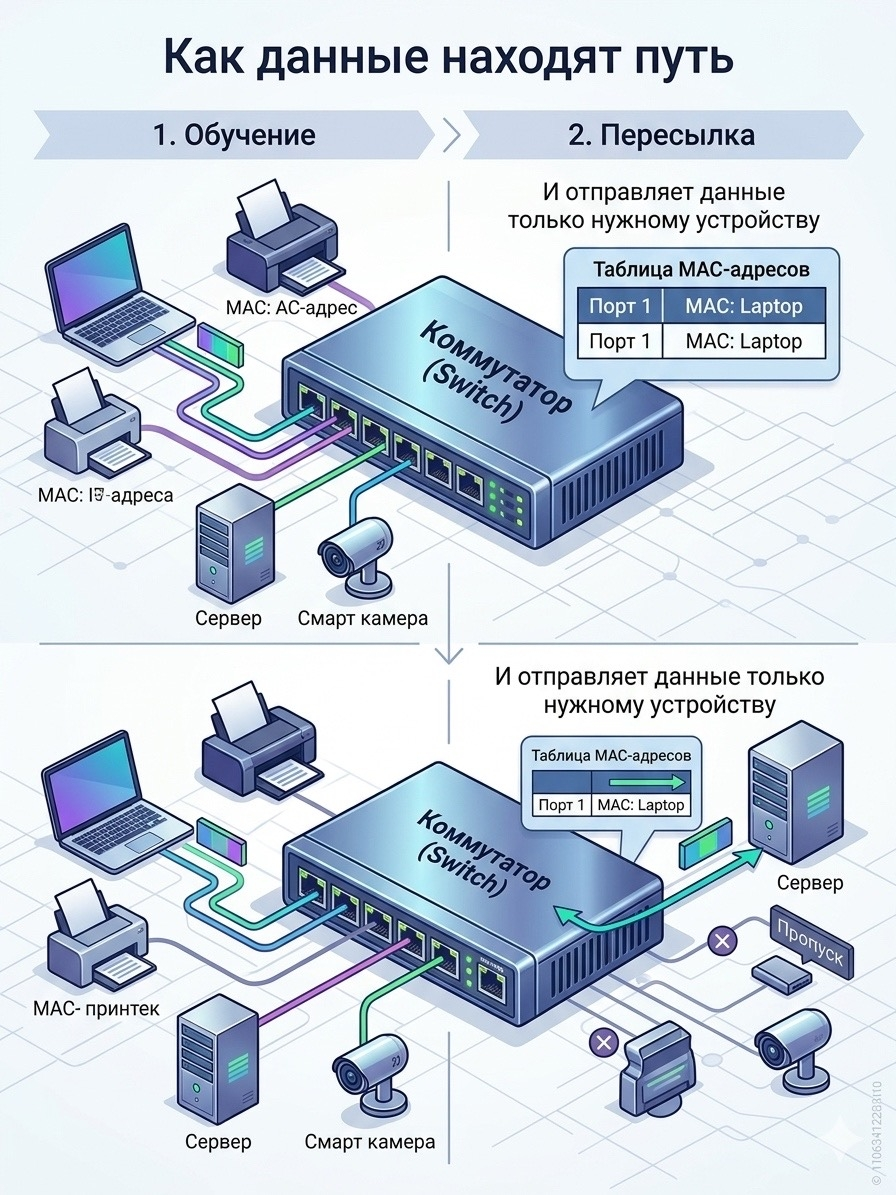 Как данные находят путь
1. Обучение
2. Пересылка
И отправляет данные
только нужному устройству
Таблица MAC-адресов
Порт 1 MAC: Laptop
Порт 1 MAC: Laptop
MAC: AC-адрес
Коммутатор
(Switch)
MAC: -адреса
Сервер
Смарт камера
И отправляет данные только
нужному устройству
Таблица MAC-адресов
Порт 1 MAC: Laptop
Коммутатор
(Switch)
Сервер
Пропуск
MAC- принтек
Сервер
Смарт камера